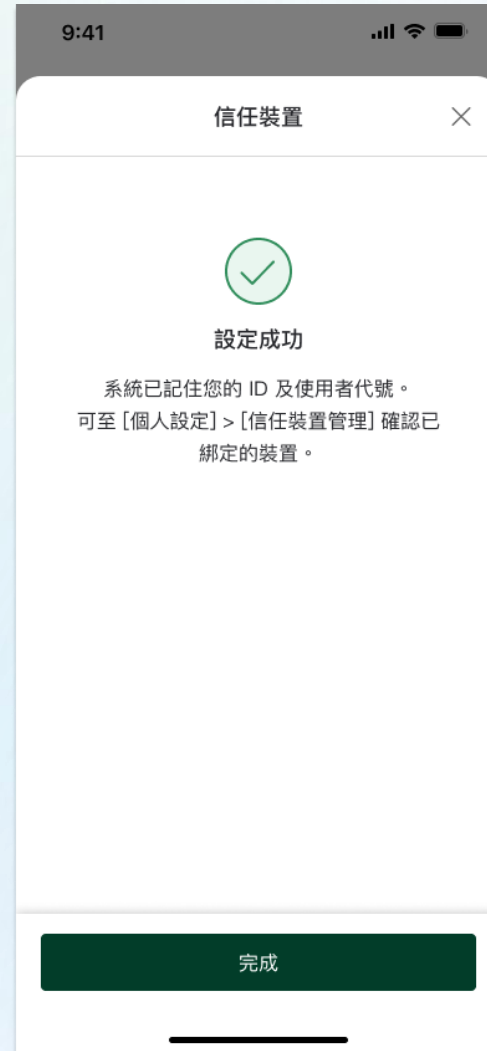 9:41
信任裝置
設定成功
系統已記住您的 ID 及使用者代號。
可至 [個人設定] > [信任裝置管理] 確認已
綁定的裝置。
完成